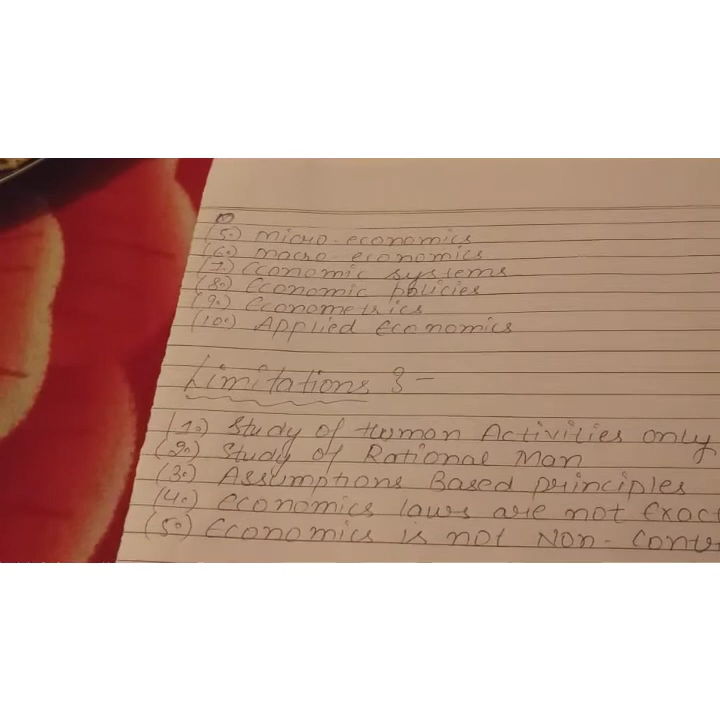 (5.) micro-economics
(6.) macro economics
(7.) Economic systems
(8.) Economic policies
(9.) Econometrics
(10.) Applied Economics
Limitations :-
(1.) Study of Human Activities only
(2.) Study of Rational Man
(3.) Assumptions Based principles
(4.) Economics laws are not Exact
(5.) Economics is not Non-